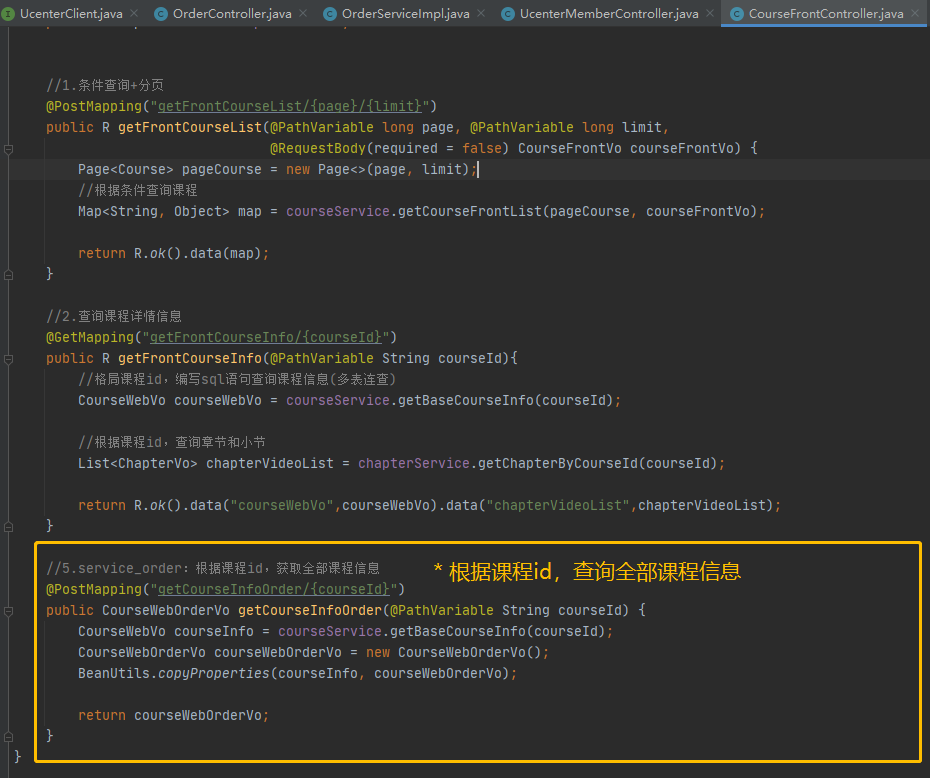 UcenterClient.java OrderController.java OrderServiceImpl.java UcenterMemberController.java CourseFrontController.java
//1.条件查询+分页
@PostMapping("getFrontCourseList/{page}/{limit}")
public R getFrontCourseList(@PathVariable long page, @PathVariable long limit,
@RequestBody(required = false) CourseFrontVo courseFrontVo) {
Page<Course> pageCourse = new Page<>(page, limit);
//根据条件查询课程
Map<String, Object> map = courseService.getCourseFrontList(pageCourse, courseFrontVo);
return R.ok().data(map);
}
//2.查询课程详情信息
@GetMapping("getFrontCourseInfo/{courseId}")
public R getFrontCourseInfo(@PathVariable String courseId){
//格局课程id，编写sql语句查询课程信息(多表连查)
CourseWebVo courseWebVo = courseService.getBaseCourseInfo(courseId);
//根据课程id，查询章节和小节
List<ChapterVo> chapterVideoList = chapterService.getChapterByCourseId(courseId);
return R.ok().data("courseWebVo",courseWebVo).data("chapterVideoList",chapterVideoList);
}
//5.service_order：根据课程id，获取全部课程信息
* 根据课程id，查询全部课程信息
@PostMapping("getCourseInfoOrder/{courseId}")
public CourseWebOrderVo getCourseInfoOrder(@PathVariable String courseId) {
CourseWebVo courseInfo = courseService.getBaseCourseInfo(courseId);
CourseWebOrderVo courseWebOrderVo = new CourseWebOrderVo();
BeanUtils.copyProperties(courseInfo, courseWebOrderVo);
return courseWebOrderVo;
}
}